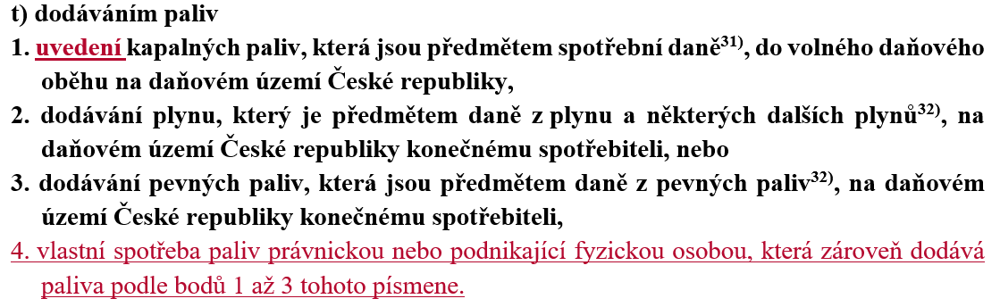 t) dodáváním paliv
1. uvedení kapalných paliv, která jsou předmětem spotřební daně31), do volného daňového
oběhu na daňovém území České republiky,
2. dodávání plynu, který je předmětem daně z plynu a některých dalších plynů32), na
daňovém území České republiky konečnému spotřebiteli, nebo
3. dodávání pevných paliv, která jsou předmětem daně z pevných paliv32), na daňovém
území České republiky konečnému spotřebiteli,
4. vlastní spotřeba paliv právnickou nebo podnikající fyzickou osobou, která zároveň dodává
paliva podle bodů 1 až 3 tohoto písmene.